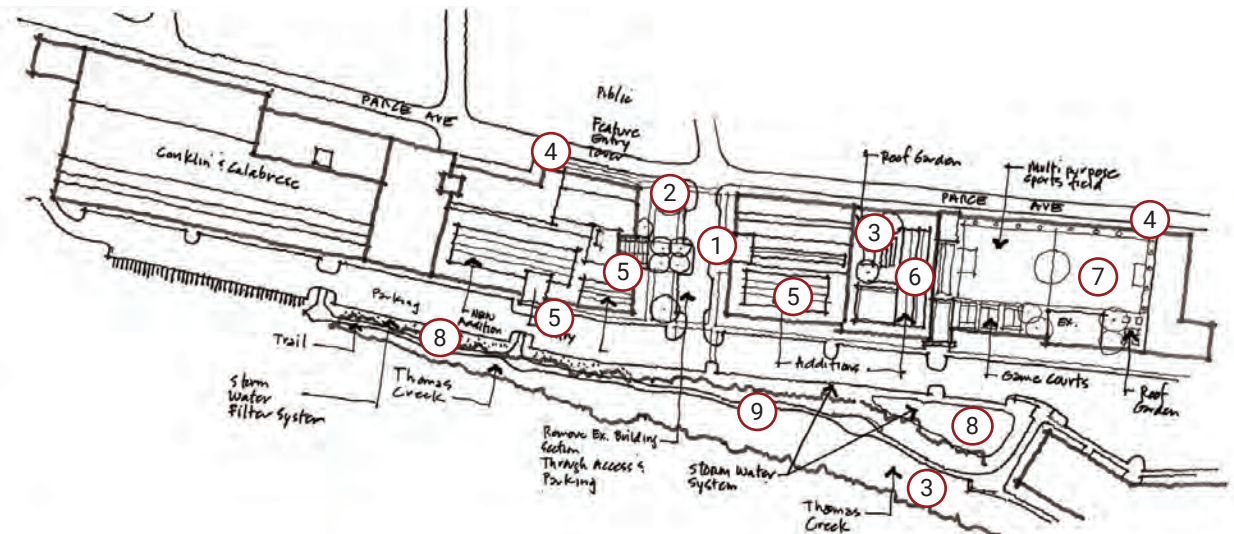 Public
Feature
Entry
Tower
PARCE AVE
4
Conklin & Calabrese
2
Roof Garden
Multi purpose
sports field
PARCE AVE
4
1
3
5
6
7
5
5
Parking
New
Addition
Trail
8
Storm
Water
Filter System
Thomas
Creek
Remove Ex. Building
Section
Through Access &
Parking
9
Additions
Storm Water
System
Ex.
Game Courts
Roof
Garden
8
3
Thomas
Creek